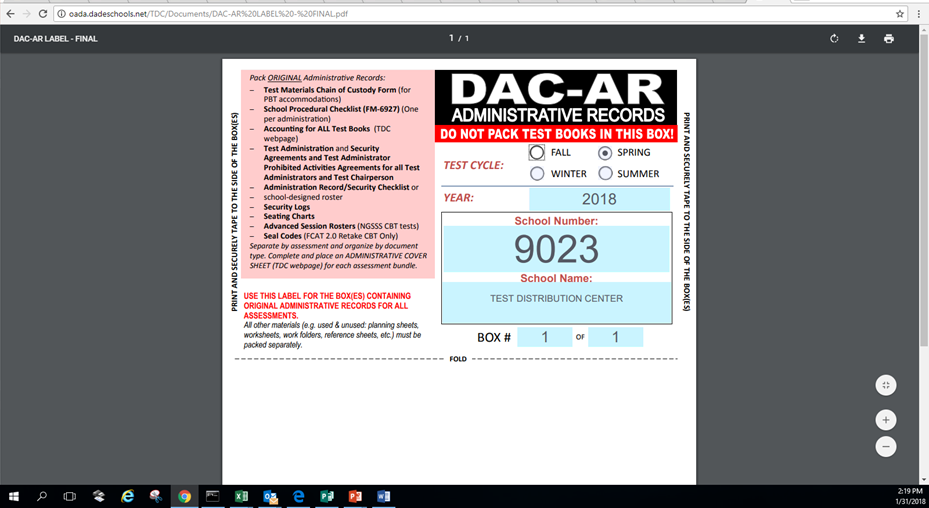 oada.dadeschools.net/TDC/Documents/DAC-AR%20LABEL%20-%20FINAL.pdf
DAC-AR LABEL - FINAL
1 / 1
PRINT AND SECURELY TAPE TO THE SIDE OF THE BOX(ES)
Pack ORIGINAL Administrative Records:
– Test Materials Chain of Custody Form (for
PBT accommodations)
– School Procedural Checklist (FM-6927) (One
per administration)
– Accounting for ALL Test Books (TDC
webpage)
– Test Administration and Security
Agreements and Test Administrator
Prohibited Activities Agreements for all Test
Administrators and Test Chairperson
– Administration Record/Security Checklist or
– school-designed roster
– Security Logs
– Seating Charts
– Advanced Session Rosters (NGSSS CBT tests)
– Seal Codes (FCAT 2.0 Retake CBT Only)
Separate by assessment and organize by document
type. Complete and place an ADMINISTRATIVE COVER
SHEET (TDC webpage) for each assessment bundle.
USE THIS LABEL FOR THE BOX(ES) CONTAINING
ORIGINAL ADMINISTRATIVE RECORDS FOR ALL
ASSESSMENTS.
All other materials (e.g. used & unused: planning sheets,
worksheets, work folders, reference sheets, etc.) must be
packed separately.
DAC-AR
ADMINISTRATIVE RECORDS
DO NOT PACK TEST BOOKS IN THIS BOX!
TEST CYCLE:
FALL SPRING
WINTER SUMMER
YEAR: 2018
School Number:
9023
School Name:
TEST DISTRIBUTION CENTER
BOX # 1 OF 1
PRINT AND SECURELY TAPE TO THE SIDE OF THE BOX(ES)
FOLD
2:19 PM
1/31/2018